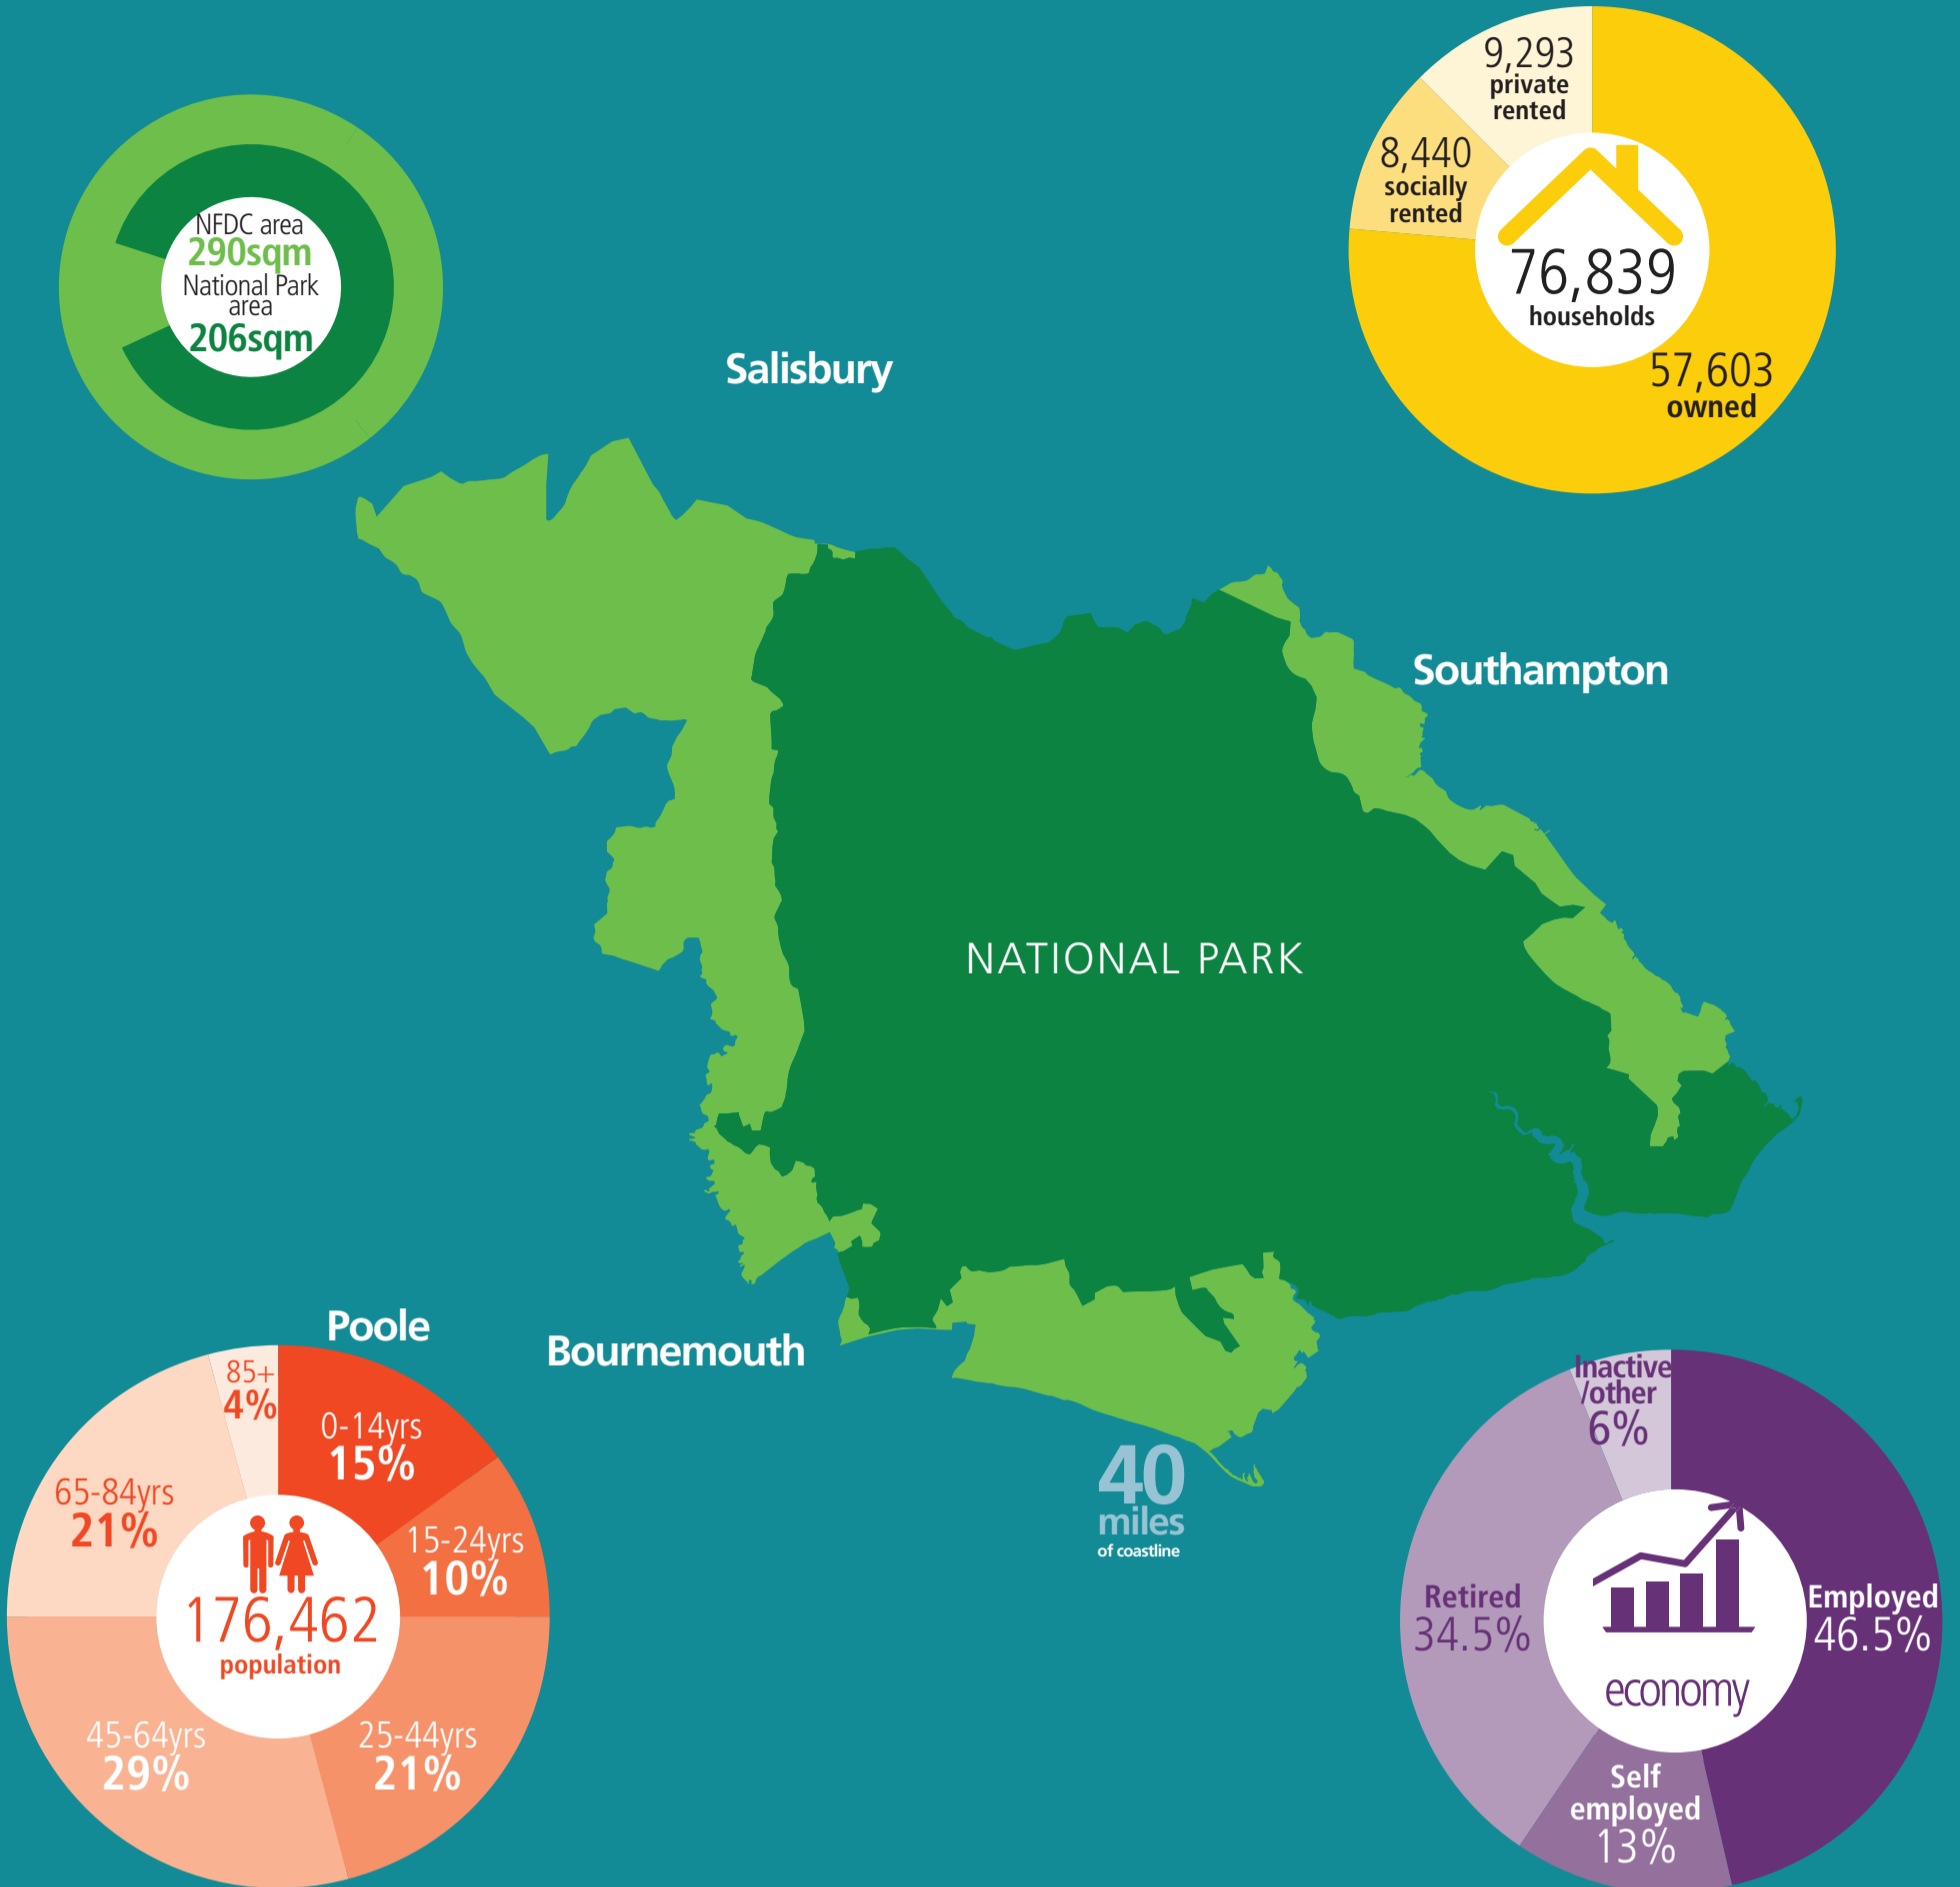 NFDC area
290sqm
National Park
area
206sqm
9,293
private
rented
8,440
socially
rented
76,839
households
57,603
owned
Salisbury
Southampton
NATIONAL PARK
Poole
Bournemouth
40
miles
of coastline
85+
4%
0-14yrs
15%
65-84yrs
21%
15-24yrs
10%
176,462
population
45-64yrs
29%
25-44yrs
21%
Inactive
/other
6%
Retired
34.5%
Employed
46.5%
economy
Self
employed
13%